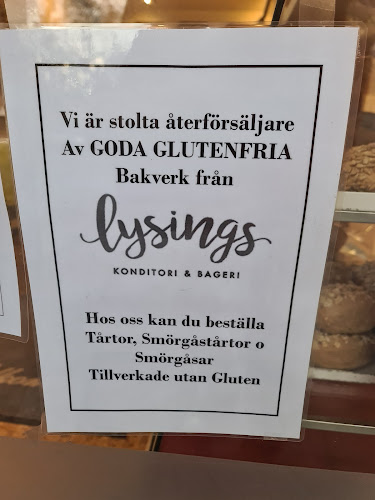 Vi är stolta återförsäljare
Av GODA GLUTENFRIA
Bakverk från
lysings
KONDITORI & BAGERI
Hos oss kan du beställa
Tårtor, Smörgåstårtor o
Smörgåsar
Tillverkade utan Gluten